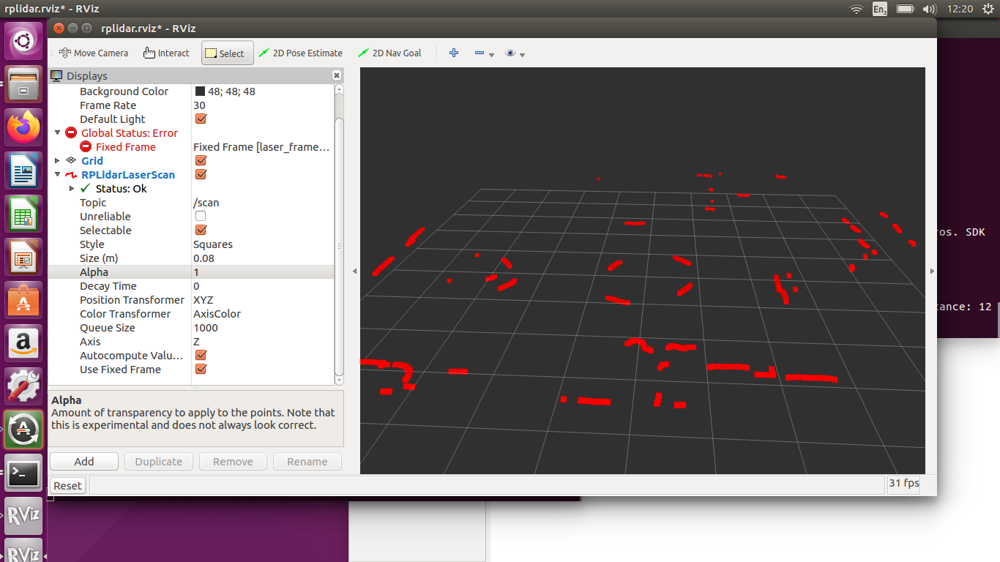 rplidar.rviz* - RViz
En2
12:20
rplidar.rviz* - RViz
Move Camera Interact Select 2D Pose Estimate 2D Nav Goal
Displays
Background Color 48; 48; 48
Frame Rate 30
Default Light
Global Status: Error
Fixed Frame Fixed Frame [laser_frame…
Grid
RPLidarLaserScan
Status: Ok
Topic /scan
Unreliable
Selectable
Style Squares
Size (m) 0.08
Alpha 1
Decay Time 0
Position Transformer XYZ
Color Transformer AxisColor
Queue Size 1000
Axis Z
Autocompute Valu…
Use Fixed Frame
Alpha
Amount of transparency to apply to the points. Note that
this is experimental and does not always look correct.
Add Duplicate Remove Rename
Reset
31 fps
ros. SDK
tance: 12
RViz
RViz